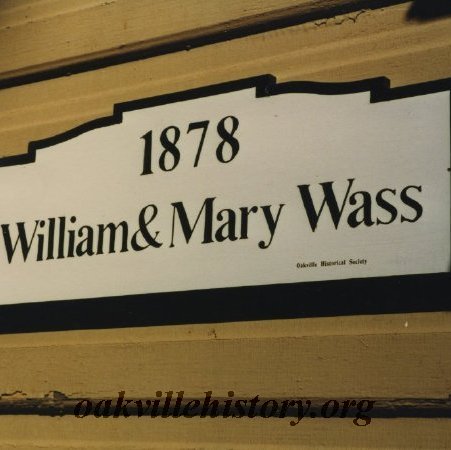 1878
William & Mary Wass
Oakville Historical Society
oakvillehistory.org